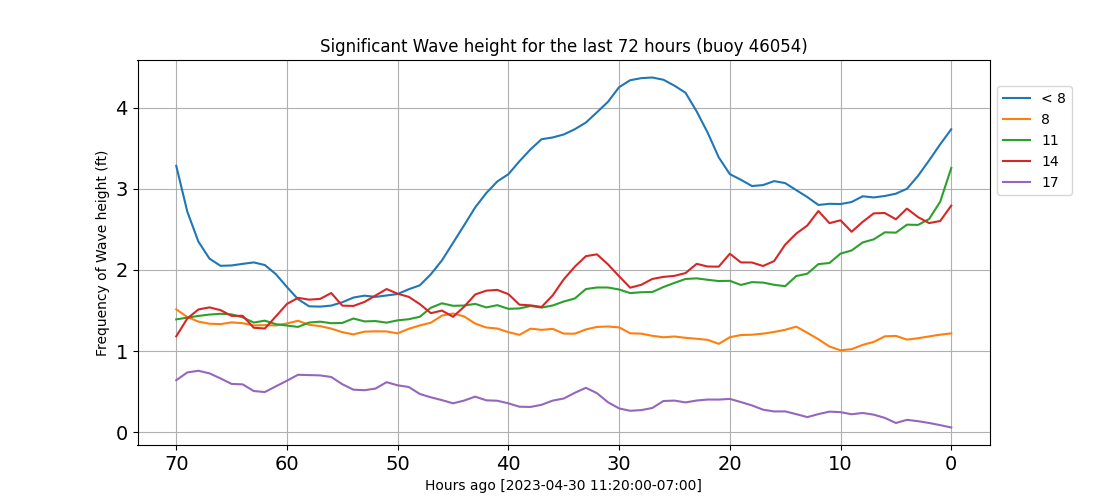 Significant Wave height for the last 72 hours (buoy 46054)
Frequency of Wave height (ft)
4
3
2
1
0
70 60 50 40 30 20 10 0
Hours ago [2023-04-30 11:20:00-07:00]
< 8
8
11
14
17